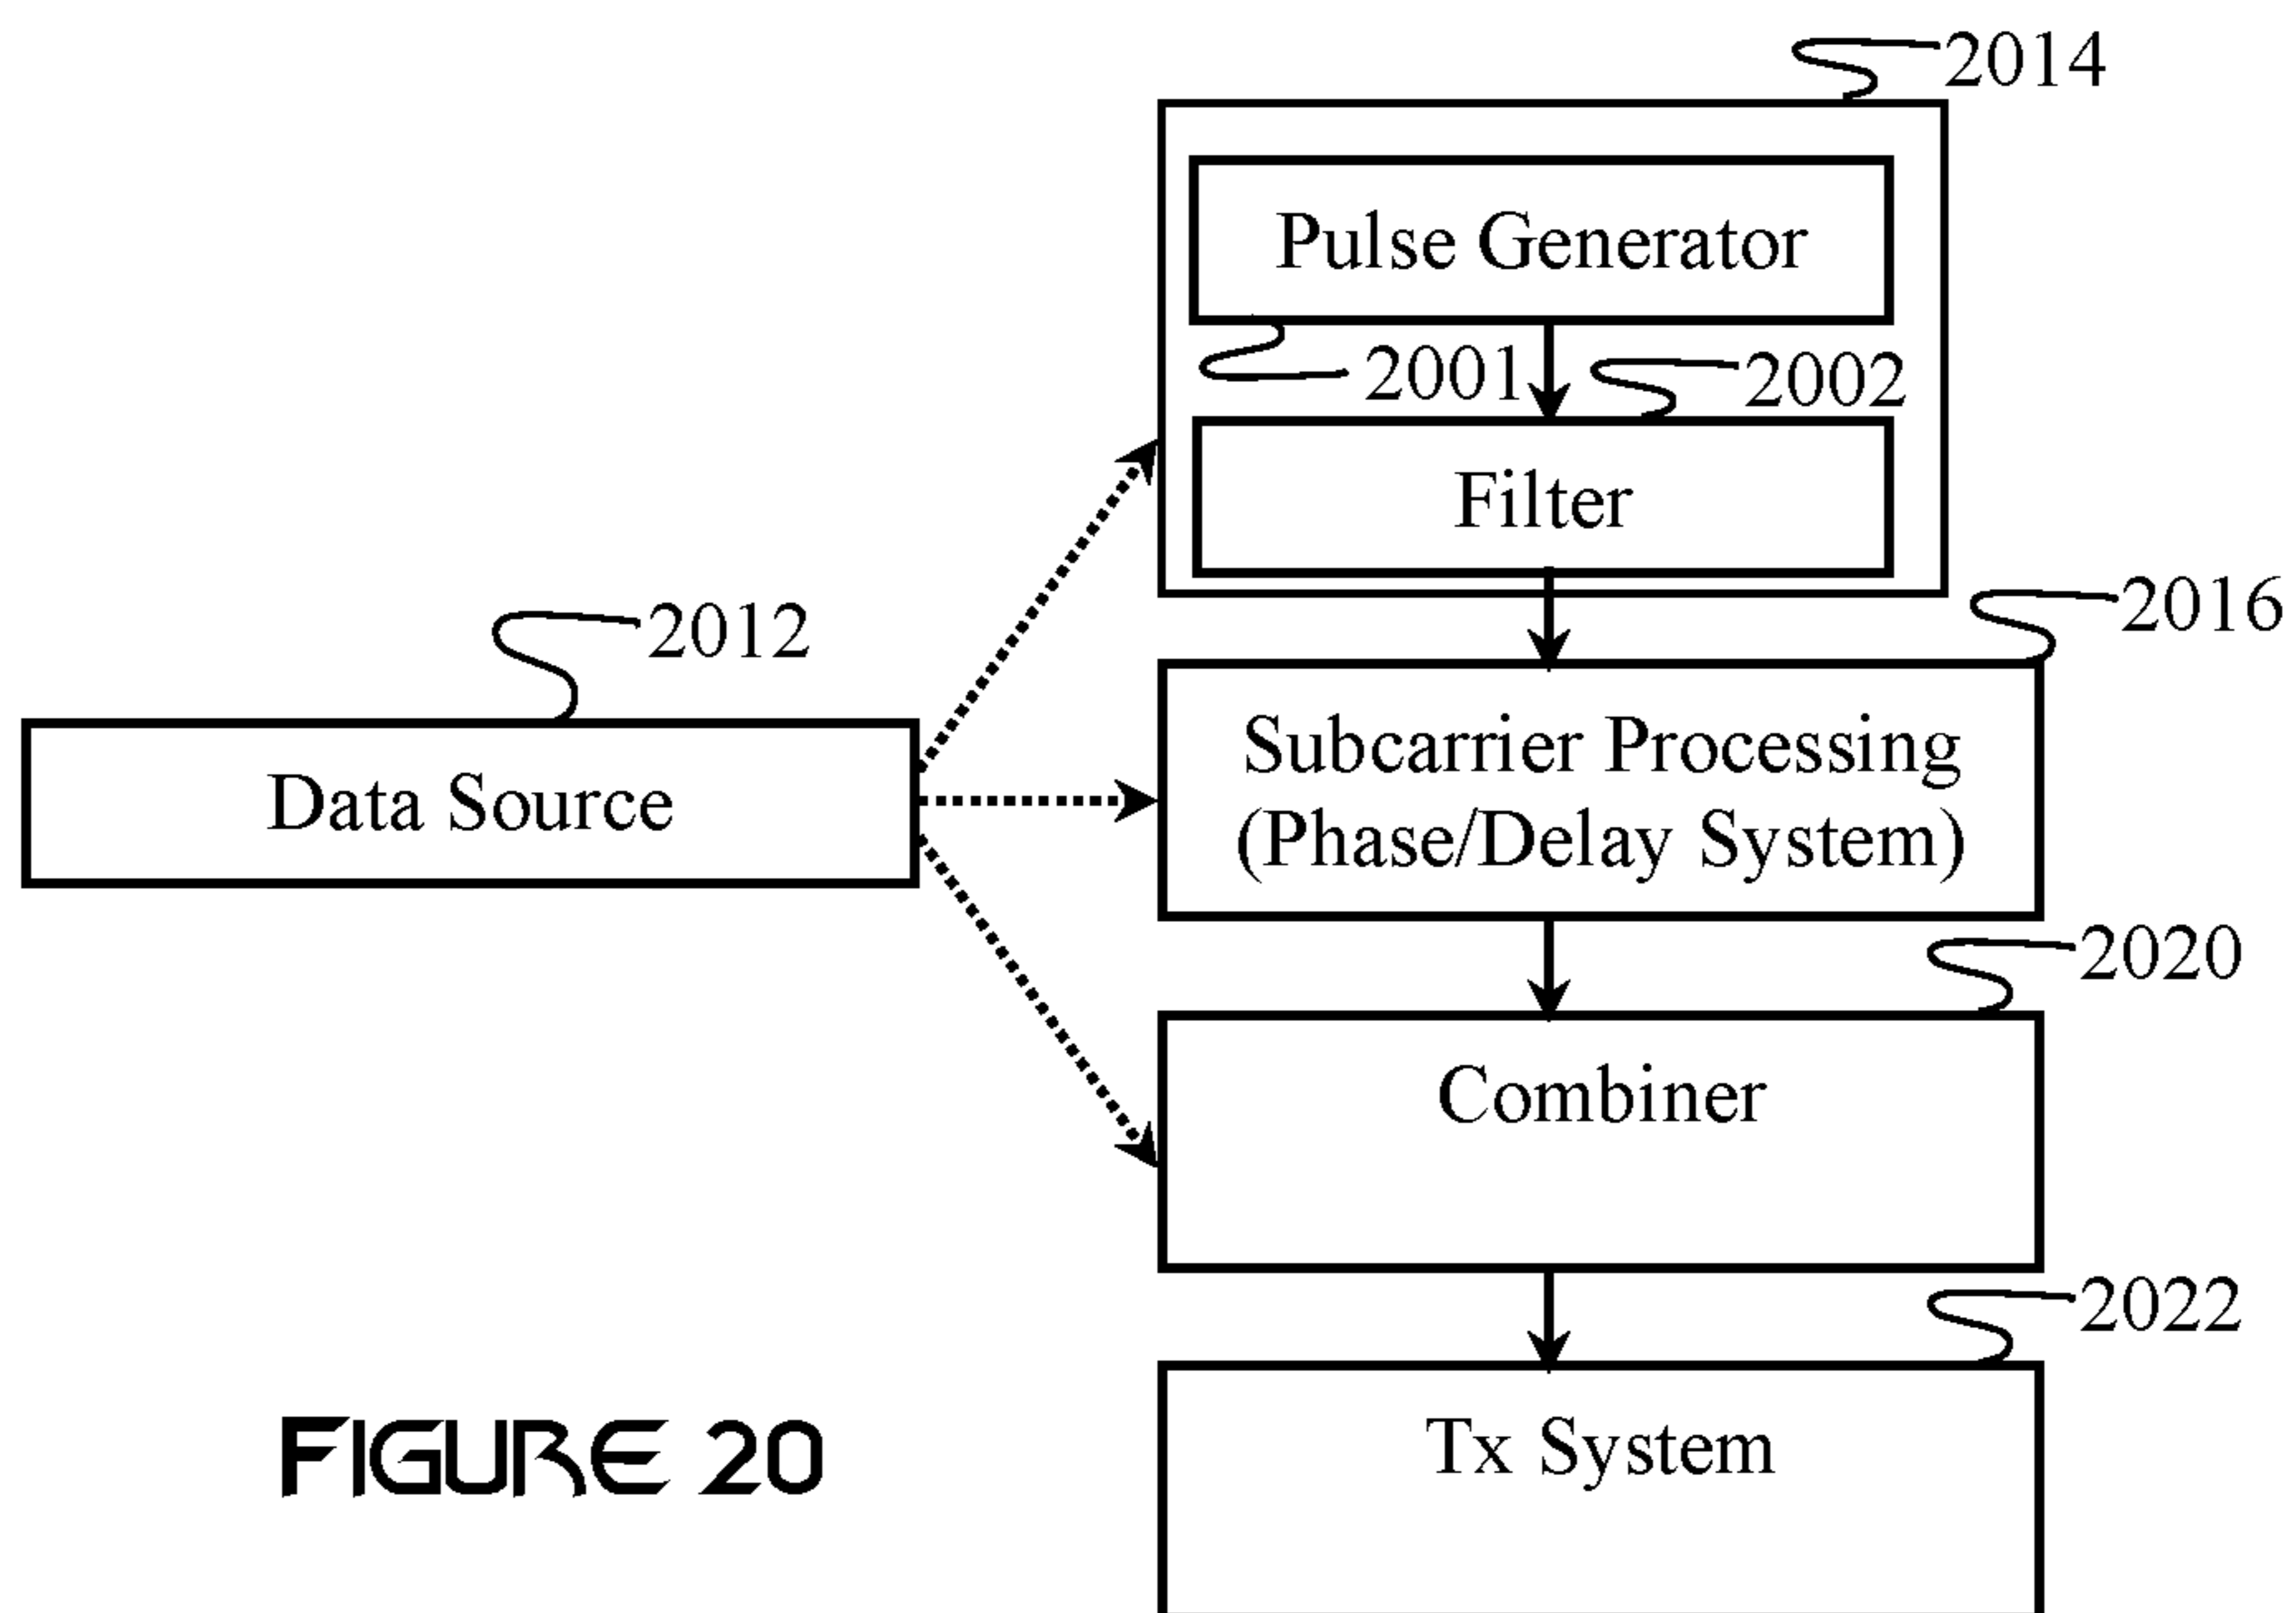 2014
Pulse Generator
2001
2002
Filter
2016
2012
Subcarrier Processing
(Phase/Delay System)
Data Source
2020
Combiner
2022
Tx System
FIGURE 20